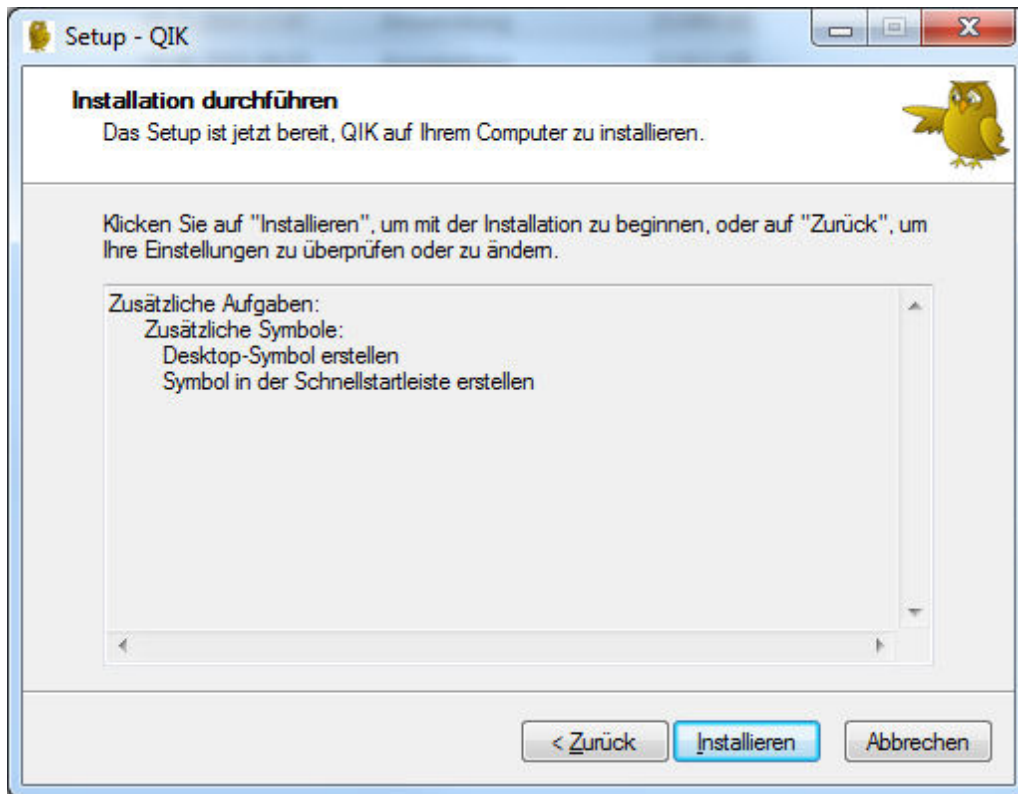 Setup - QIK
Installation durchführen
Das Setup ist jetzt bereit, QIK auf Ihrem Computer zu installieren.
Klicken Sie auf "Installieren", um mit der Installation zu beginnen, oder auf "Zurück", um
Ihre Einstellungen zu überprüfen oder zu ändern.
Zusätzliche Aufgaben:
Zusätzliche Symbole:
Desktop-Symbol erstellen
Symbol in der Schnellstartleiste erstellen
< Zurück
Installieren
Abbrechen